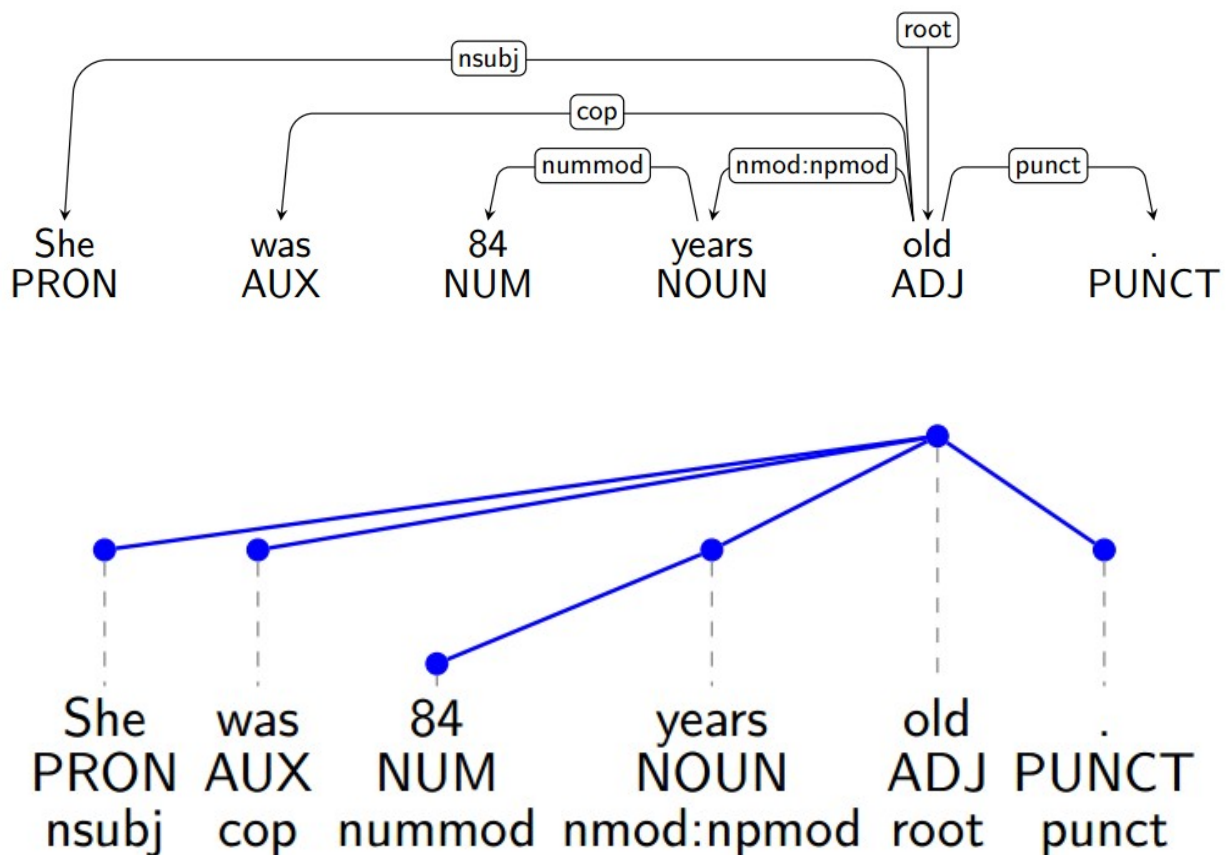 root
nsubj
cop
nummod nmod:npmod punct
She was 84 years old .
PRON AUX NUM NOUN ADJ PUNCT
She was 84 years old .
PRON AUX NUM NOUN ADJ PUNCT
nsubj cop nummod nmod:npmod root punct